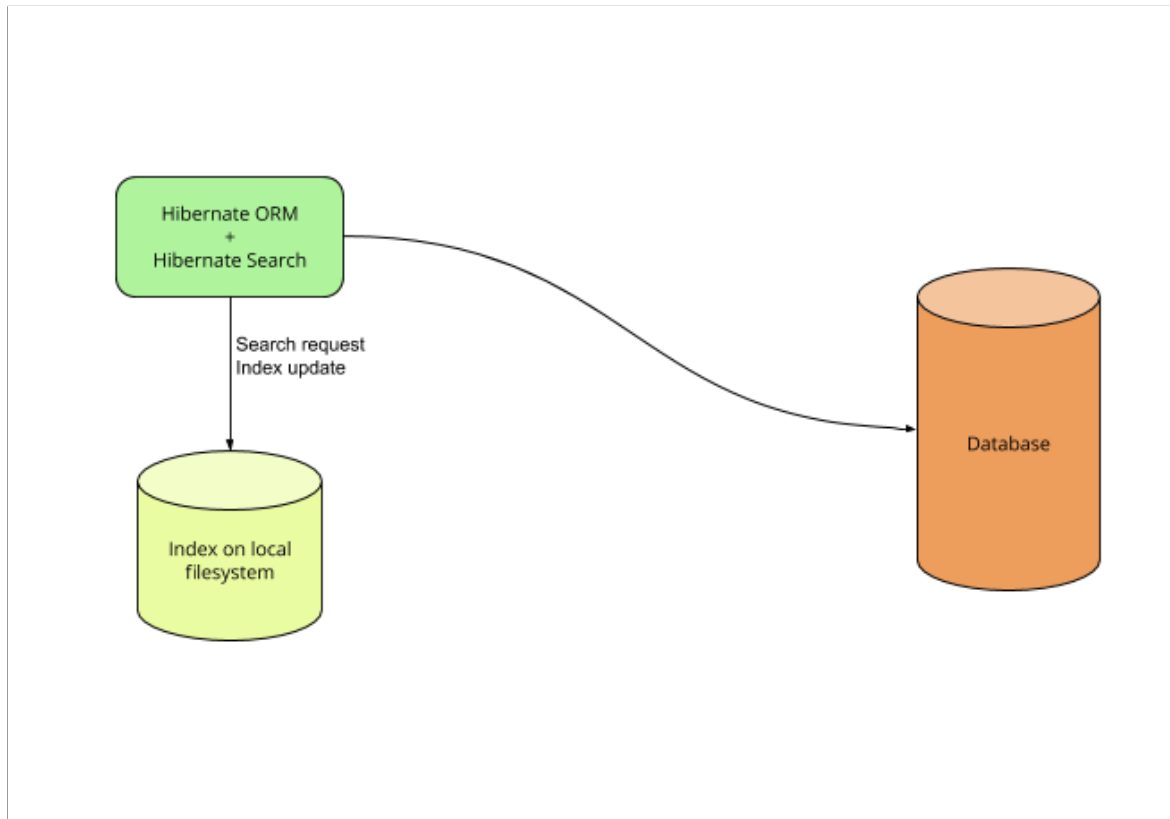 Hibernate ORM
+
Hibernate Search
Search request
Index update
Database
Index on local
filesystem